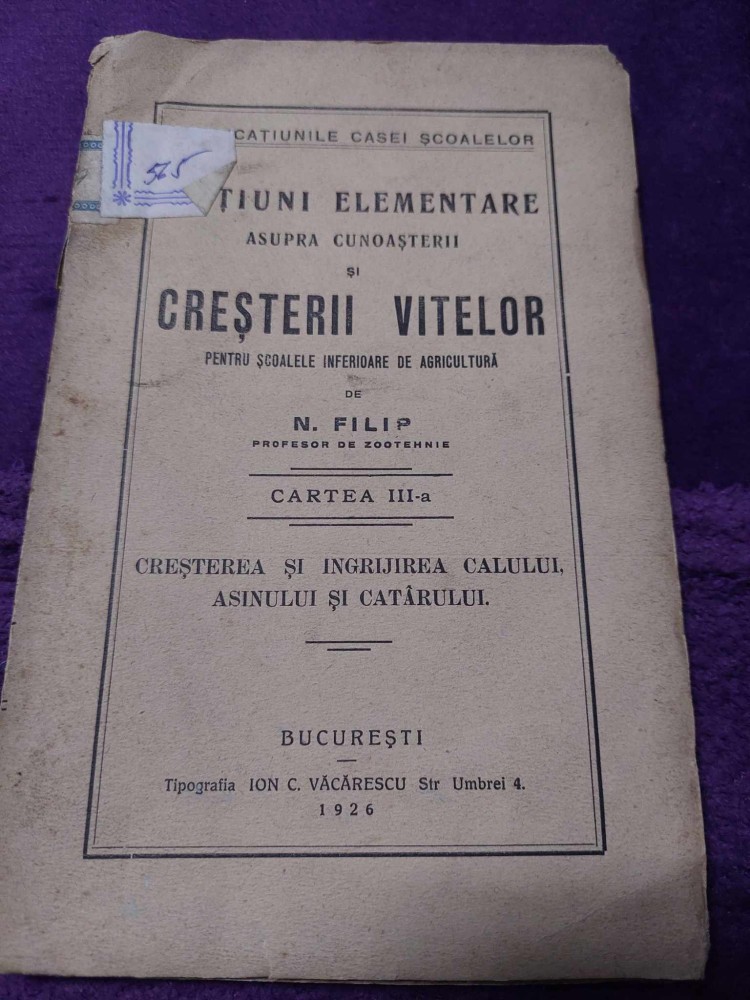 CATIUNILE CASEI ȘCOALELOR
565
ȚIUNI ELEMENTARE
ASUPRA CUNOAȘTERII
ȘI
CREȘTERII VITELOR
PENTRU ȘCOALELE INFERIOARE DE AGRICULTURĂ
DE
N. FILIP
PROFESOR DE ZOOTEHNIE
CARTEA III-a
CREȘTEREA ȘI INGRIJIREA CALULUI,
ASINULUI ȘI CATÂRULUI.
BUCUREȘTI
Tipografia ION C. VĂCĂRESCU Str Umbrei 4.
1926